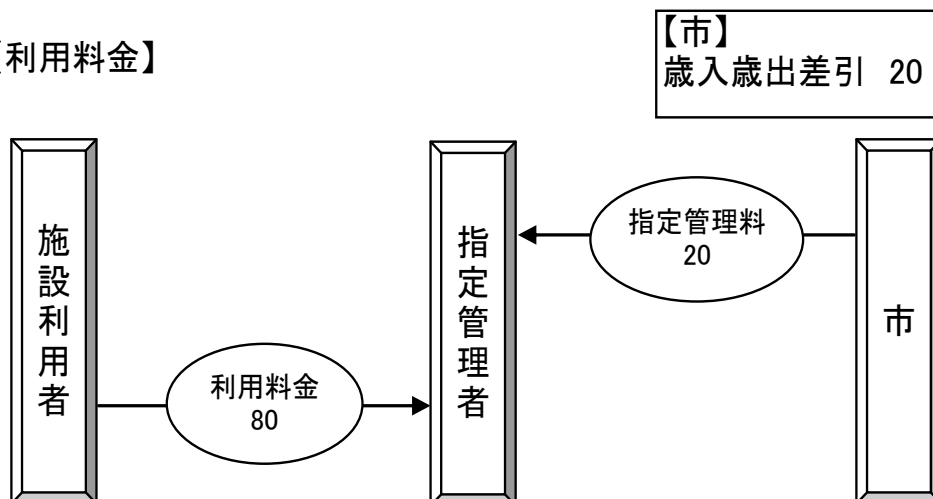 【利用料金】
【市】
歳入歳出差引 20
施設利用者
利用料金
80
指定管理者
指定管理料
20
市